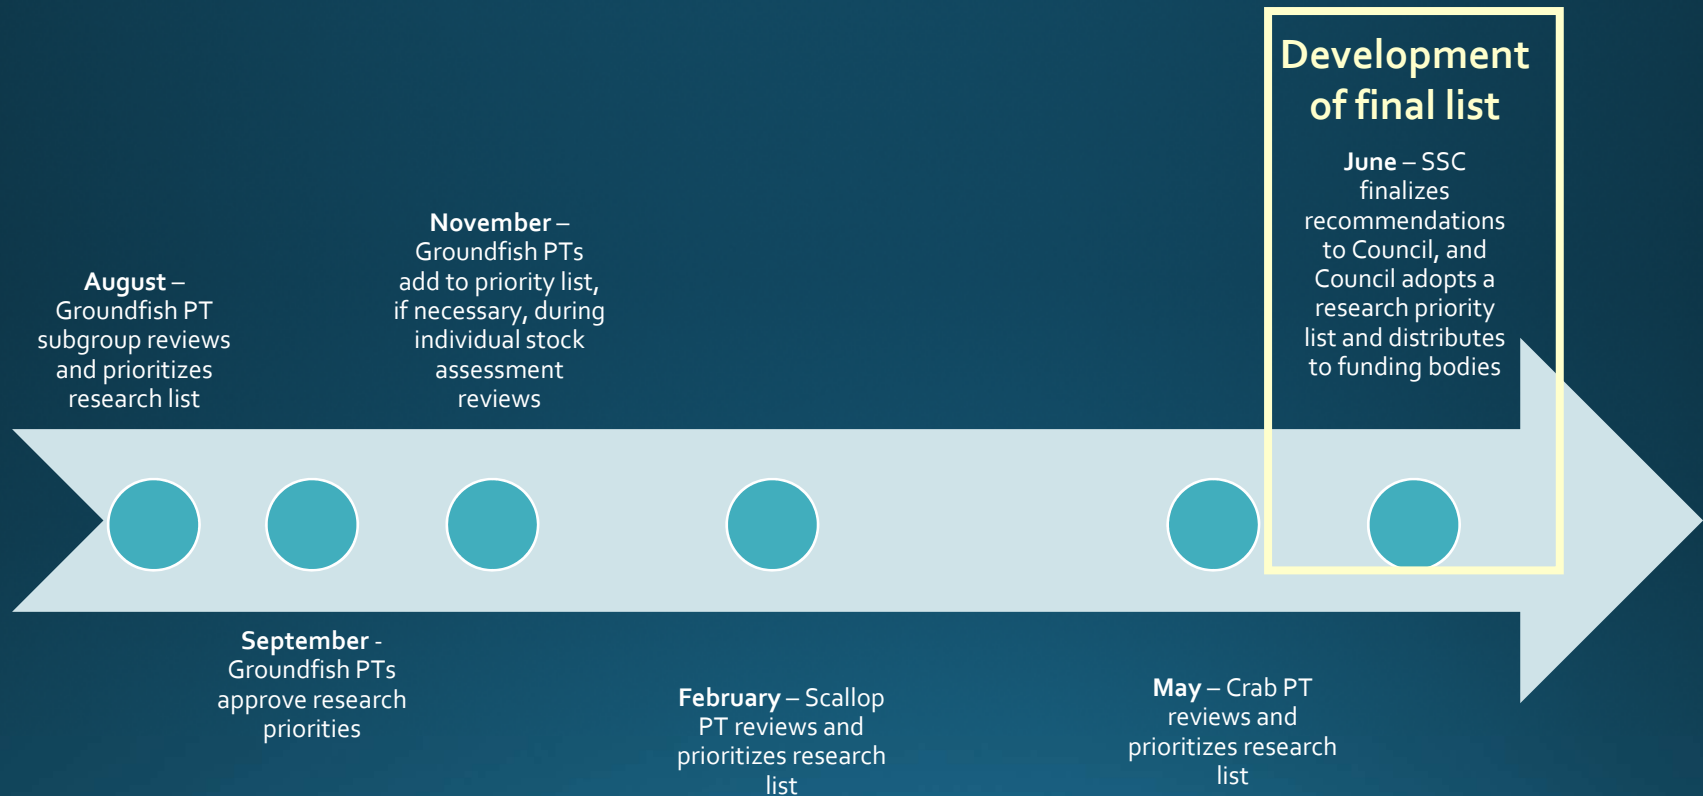 Development
of final list
June – SSC
finalizes
recommendations
to Council, and
Council adopts a
research priority
list and distributes
to funding bodies
November –
Groundfish PTs
add to priority list,
if necessary, during
individual stock
assessment
reviews
August –
Groundfish PT
subgroup reviews
and prioritizes
research list
September -
Groundfish PTs
approve research
priorities
February – Scallop
PT reviews and
prioritizes research
list
May – Crab PT
reviews and
prioritizes research
list